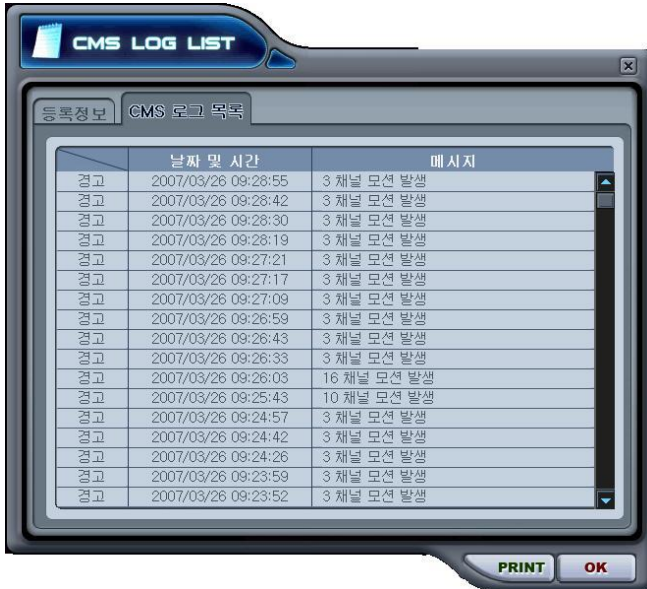 CMS LOG LIST
등록정보 CMS 로그 목록
날짜 및 시간 메시지
경고 2007/03/26 09:28:55 3 채널 모션 발생
경고 2007/03/26 09:28:42 3 채널 모션 발생
경고 2007/03/26 09:28:30 3 채널 모션 발생
경고 2007/03/26 09:28:19 3 채널 모션 발생
경고 2007/03/26 09:27:21 3 채널 모션 발생
경고 2007/03/26 09:27:17 3 채널 모션 발생
경고 2007/03/26 09:27:09 3 채널 모션 발생
경고 2007/03/26 09:26:59 3 채널 모션 발생
경고 2007/03/26 09:26:43 3 채널 모션 발생
경고 2007/03/26 09:26:33 3 채널 모션 발생
경고 2007/03/26 09:26:03 16 채널 모션 발생
경고 2007/03/26 09:25:43 10 채널 모션 발생
경고 2007/03/26 09:24:57 3 채널 모션 발생
경고 2007/03/26 09:24:42 3 채널 모션 발생
경고 2007/03/26 09:24:26 3 채널 모션 발생
경고 2007/03/26 09:23:59 3 채널 모션 발생
경고 2007/03/26 09:23:52 3 채널 모션 발생
PRINT OK